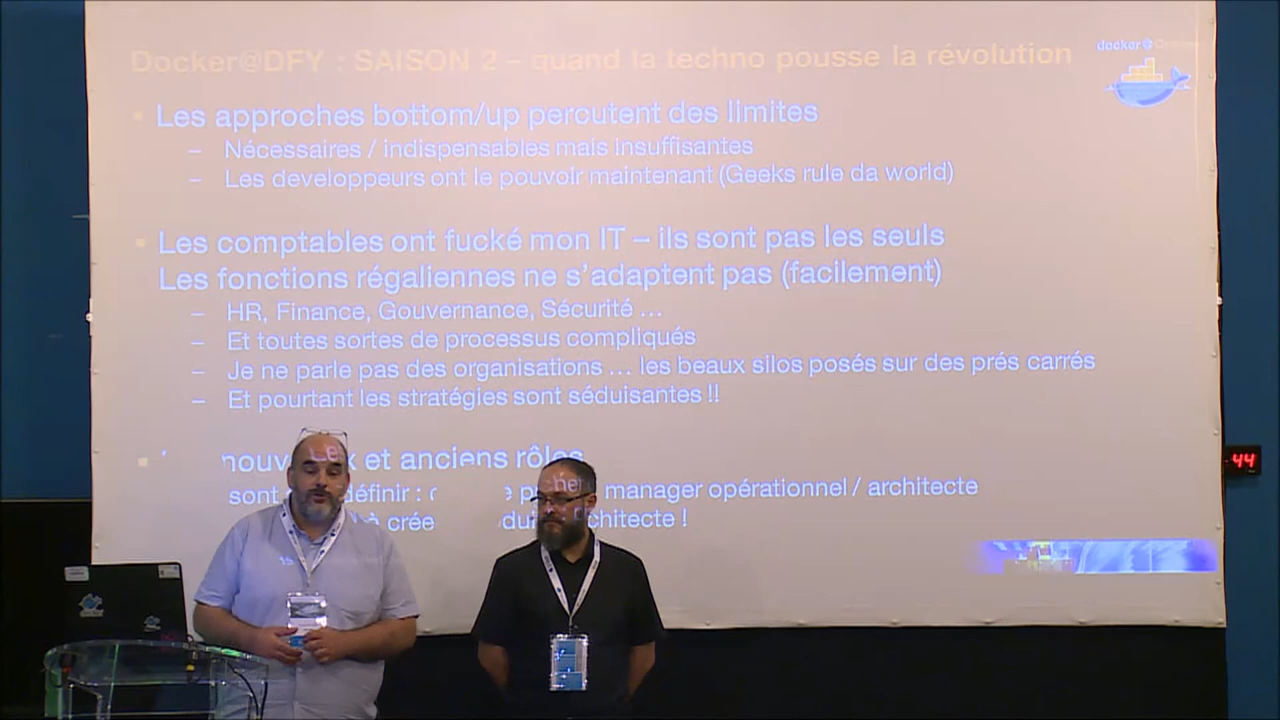 Docker@DFY : SAISON 2 – quand la techno pousse la révolution
docker@
Les approches bottom/up percutent des limites
– Nécessaires / indispensables mais insuffisantes
– Les developpeurs ont le pouvoir maintenant (Geeks rule da world)
Les comptables ont fucké mon IT – ils sont pas les seuls
Les fonctions régaliennes ne s'adaptent pas (facilement)
– HR, Finance, Gouvernance, Sécurité ...
– Et toutes sortes de processus compliqués
– Je ne parle pas des organisations ... les beaux silos posés sur des prés carrés
– Et pourtant les stratégies sont séduisantes !!
et anciens rôles
sont définir : manager opérationnel / architecte
à !
44